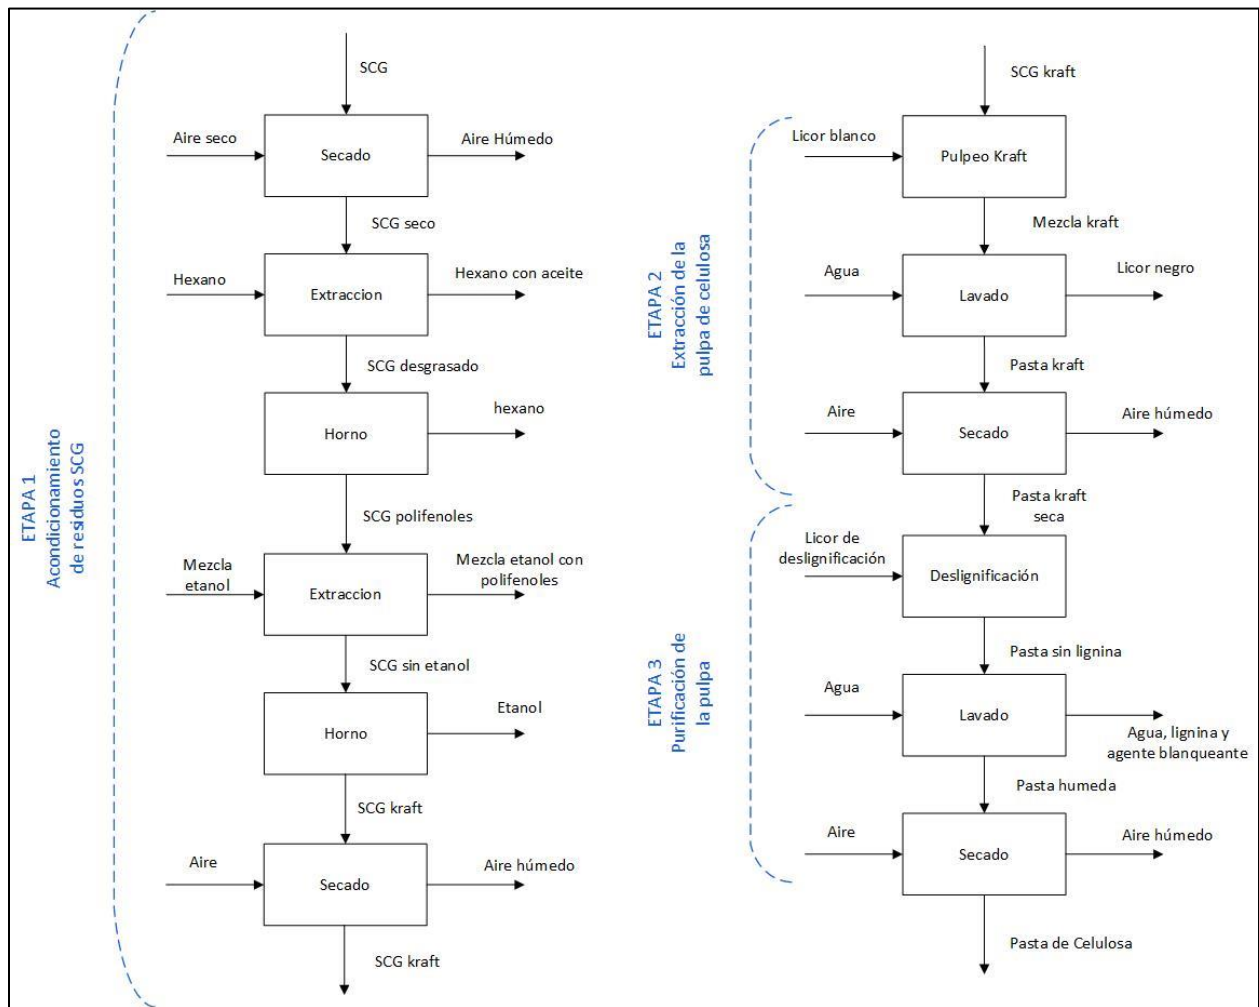 ETAPA 1
Acondicionamiento
de residuos SCG
SCG
Aire seco
Secado
Aire Húmedo
SCG seco
Hexano
Extraccion
Hexano con aceite
SCG desgrasado
Horno
hexano
SCG polifenoles
Mezcla
etanol
Extraccion
Mezcla etanol con
polifenoles
SCG sin etanol
Horno
Etanol
SCG kraft
Aire
Secado
Aire húmedo
SCG kraft
ETAPA 2
Extracción de la
pulpa de celulosa
SCG kraft
Licor blanco
Pulpeo Kraft
Mezcla kraft
Agua
Lavado
Licor negro
Pasta kraft
Aire
Secado
Aire húmedo
Pasta kraft
seca
ETAPA 3
Purificación de
la pulpa
Licor de
deslignificación
Deslignificación
Pasta sin lignina
Agua
Lavado
Agua, lignina y
agente blanqueante
Pasta humeda
Aire
Secado
Aire húmedo
Pasta de Celulosa